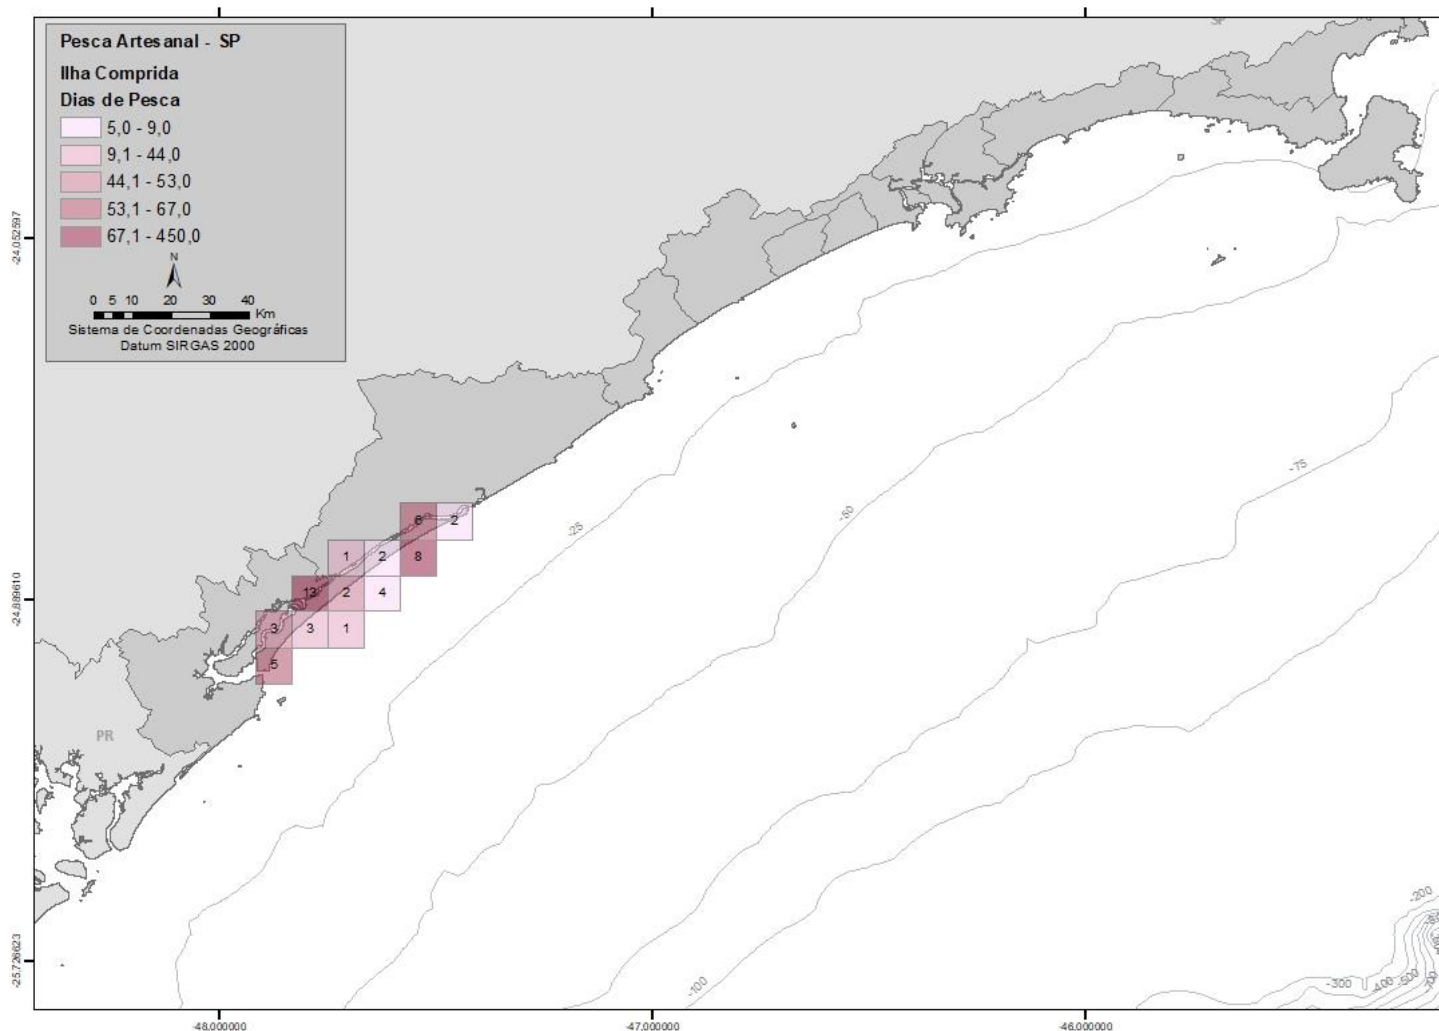 SP
Pesca Artesanal - SP
Ilha Comprida
Dias de Pesca
5,0 - 9,0
9,1 - 44,0
44,1 - 53,0
53,1 - 67,0
67,1 - 450,0
N
0 5 10 20 30 40
Km
Sistema de Coordenadas Geográficas
Datum SIRGAS 2000
-24.052597
-24.889610
-25.726623
6 2
1 2 8
13 2 4
3 3 1
5
-25
-50
-75
-100
PR
-200
-300
-400
-500
-48.000000
-47.000000
-46.000000